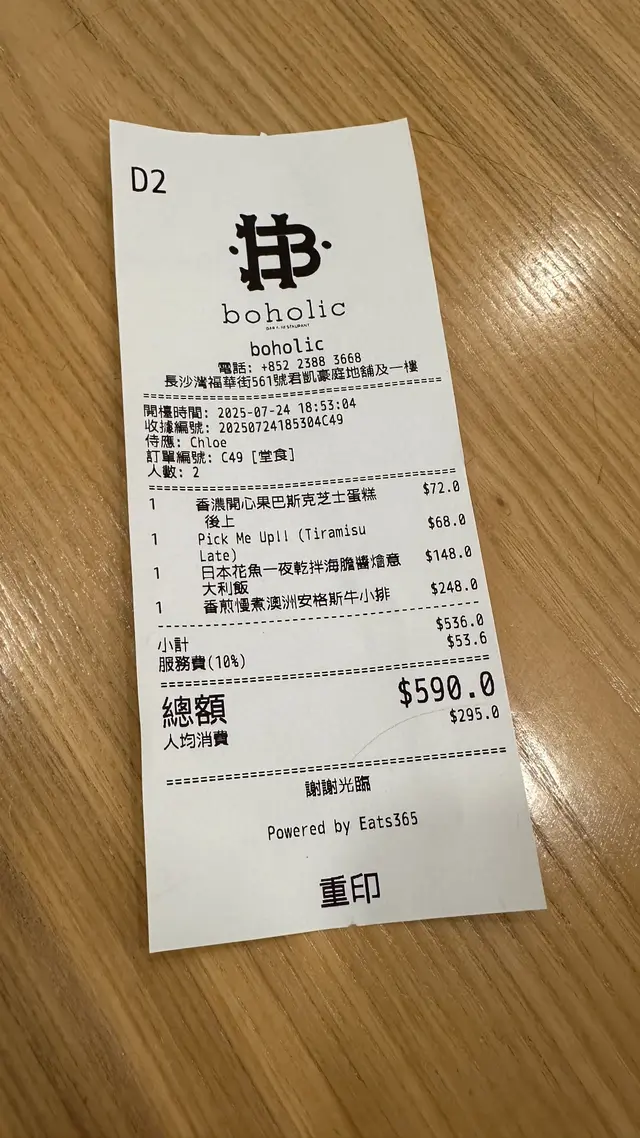 D2
HB
boholic
BAR & RESTAURANT
boholic
電話: +852 2388 3668
長沙灣福華街561號君凱豪庭地舖及一樓
開檯時間: 2025-07-24 18:53:04
收據編號: 20250724185304C49
侍應: Chloe
訂單編號: C49 [堂食]
人數: 2
1 香濃開心果巴斯克芝士蛋糕 $72.0
後上
1 Pick Me Up!! (Tiramisu $68.0
Late)
1 日本花魚一夜乾拌海膽醬燴意 $148.0
大利飯
1 香煎慢煮澳洲安格斯牛小排 $248.0
小計 $536.0
服務費(10%) $53.6
總額 $590.0
人均消費 $295.0
謝謝光臨
Powered by Eats365
重印